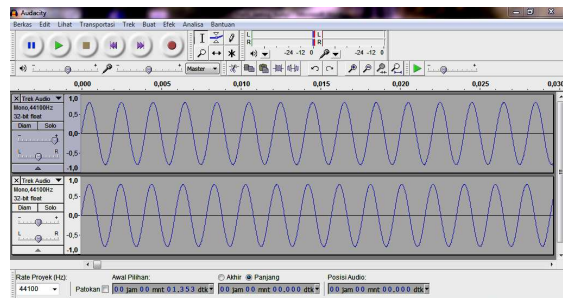 Audacity
Berkas Edit Lihat Transportasi Trek Buat Efek Analisa Bantuan
L
R
-24 -12 0
L
R
-24 -12 0
Master
0,000 0,005 0,010 0,015 0,020 0,025 0,030
Trek Audio
Mono,44100Hz
32-bit float
Diam Solo
L R
1,0
0,5
0,0
-0,5
-1,0
Trek Audio
Mono,44100Hz
32-bit float
Diam Solo
L R
1,0
0,5
0,0
-0,5
-1,0
Rate Proyek (Hz): Awal Pilihan: Akhir Panjang Posisi Audio:
44100 Patokan 00 jam 00 mnt 01,353 dtk 00 jam 00 mnt 00,000 dtk 00 jam 00 mnt 00,000 dtk